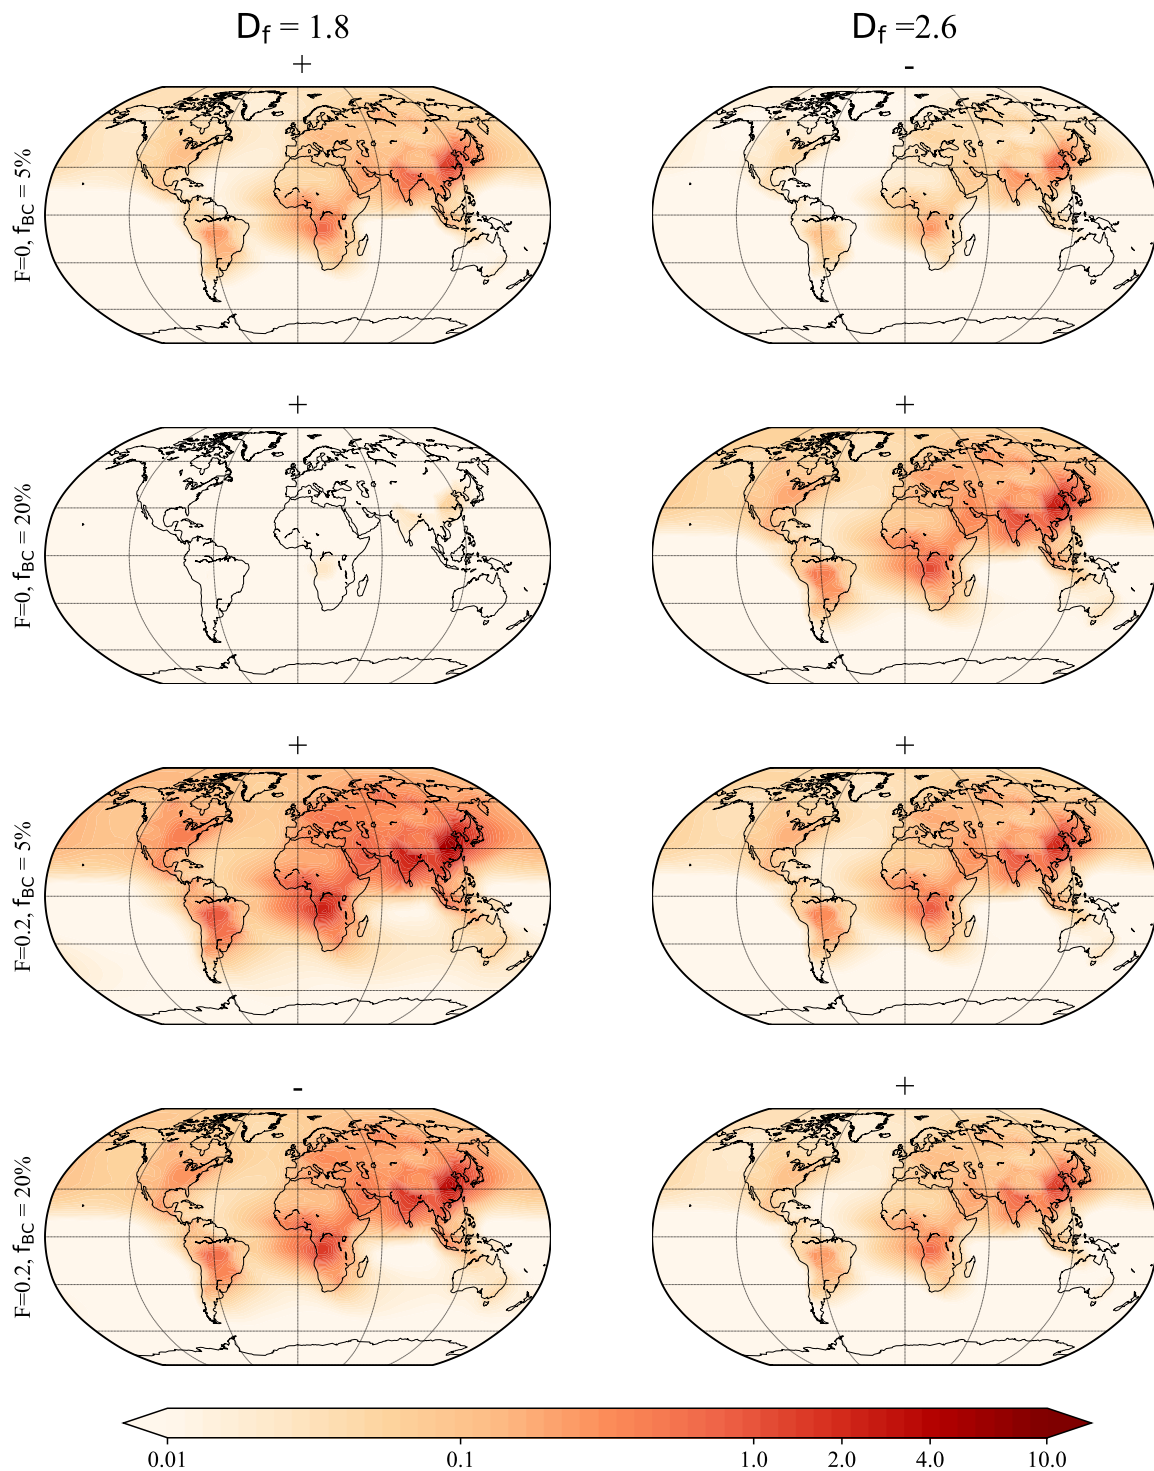 D_f = 1.8
D_f =2.6
+
-
F=0, f_BC = 5%
+
+
F=0, f_BC = 20%
+
+
F=0.2, f_BC = 5%
-
+
F=0.2, f_BC = 20%
0.01 0.1 1.0 2.0 4.0 10.0